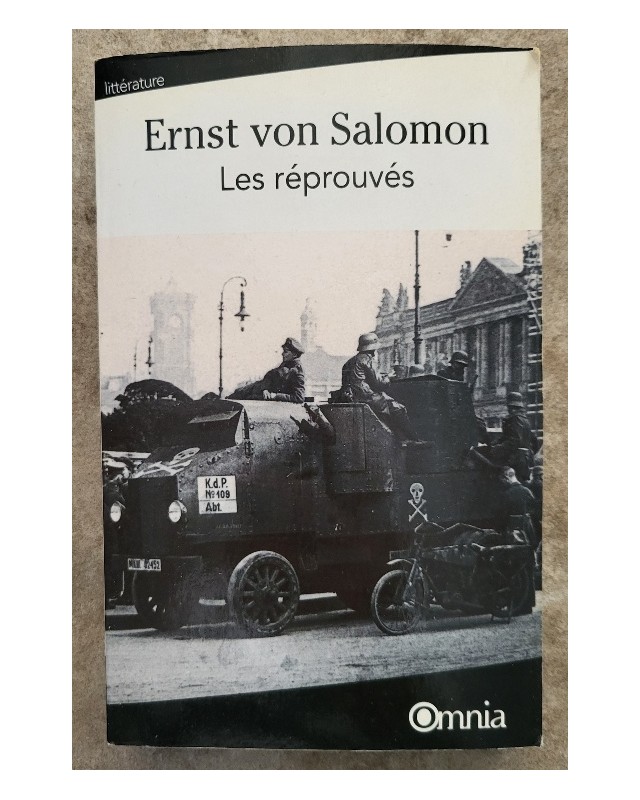 littérature
Ernst von Salomon
Les réprouvés
K.d.P.
Nº 109
Abt.
Omnia